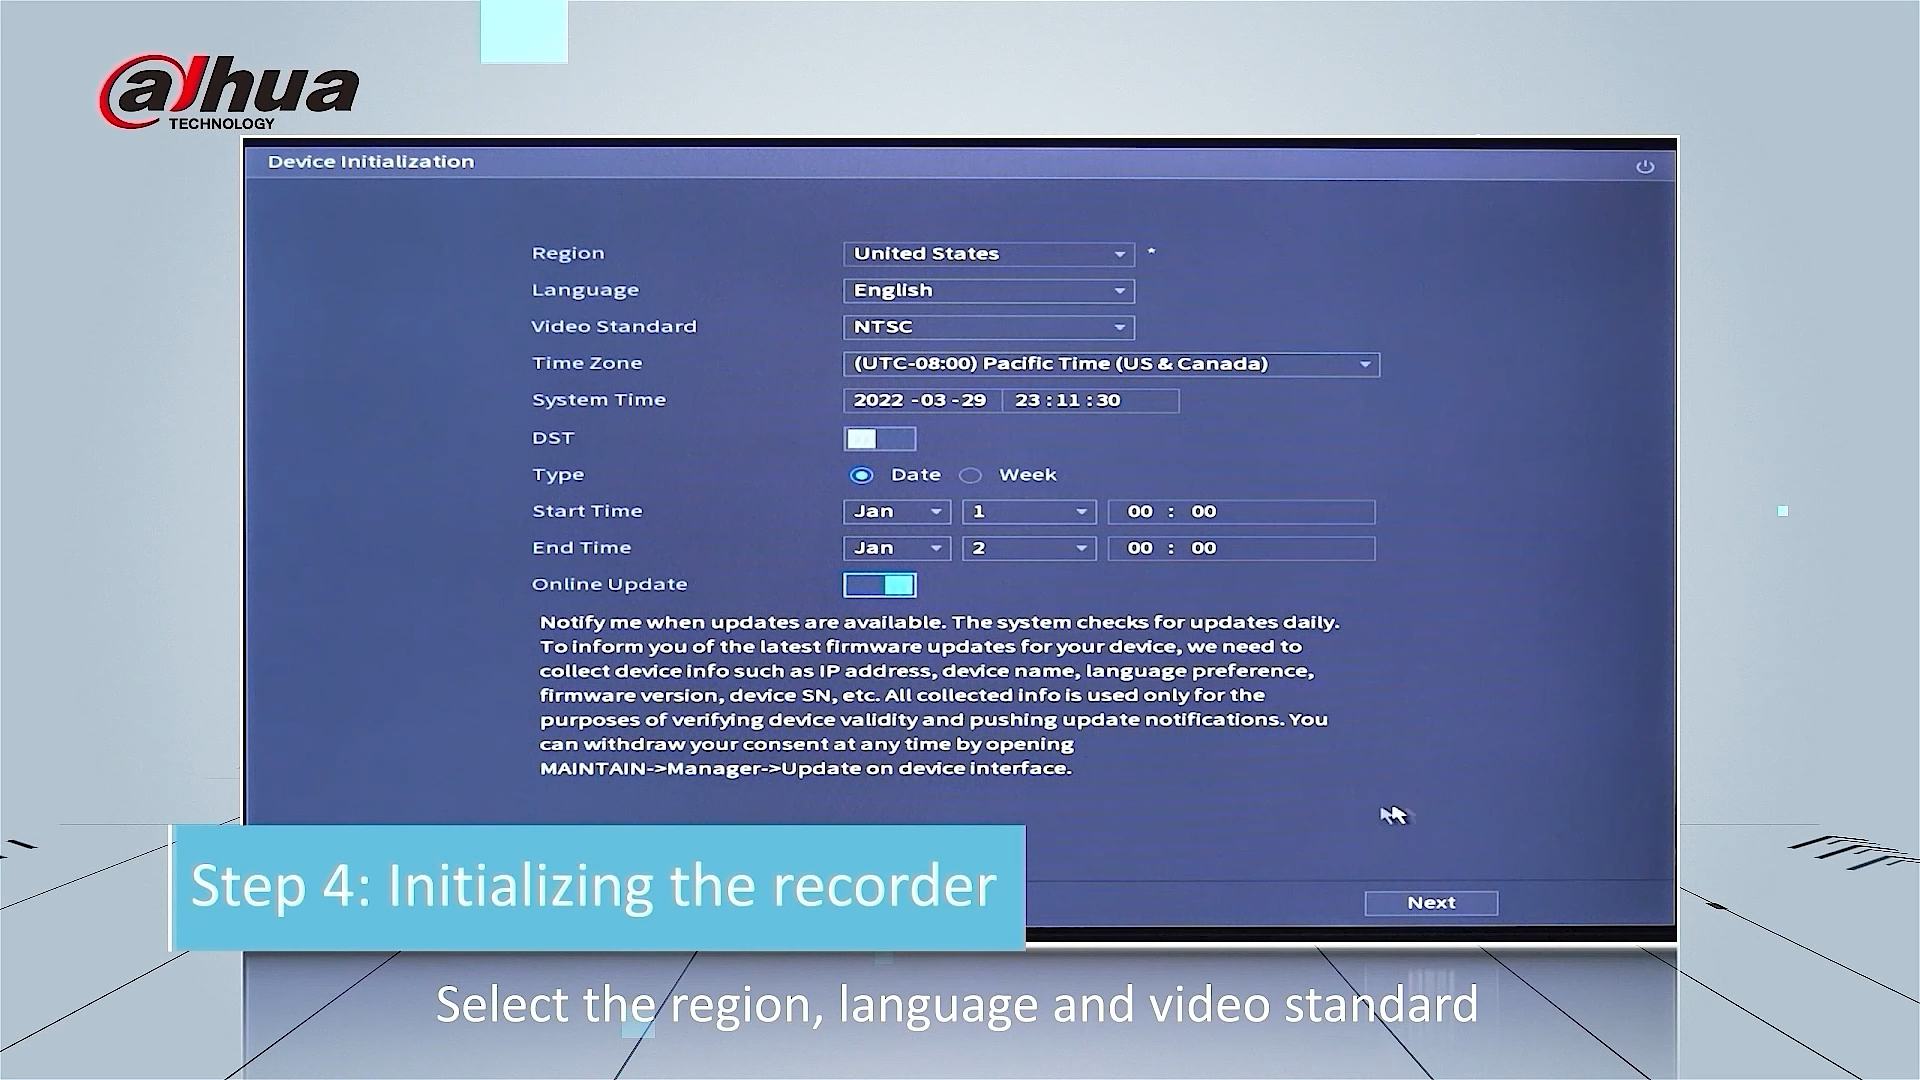 alhua
TECHNOLOGY
Device Initialization
Region United States *
Language English
Video Standard NTSC
Time Zone (UTC-08:00) Pacific Time (US & Canada)
System Time 2022 -03 -29 23 :11 :30
DST
Type Date Week
Start Time Jan 1 00 : 00
End Time Jan 2 00 : 00
Online Update
Notify me when updates are available. The system checks for updates daily.
To inform you of the latest firmware updates for your device, we need to
collect device info such as IP address, device name, language preference,
firmware version, device SN, etc. All collected info is used only for the
purposes of verifying device validity and pushing update notifications. You
can withdraw your consent at any time by opening
MAINTAIN->Manager->Update on device interface.
Step 4: Initializing the recorder
Next
Select the region, language and video standard